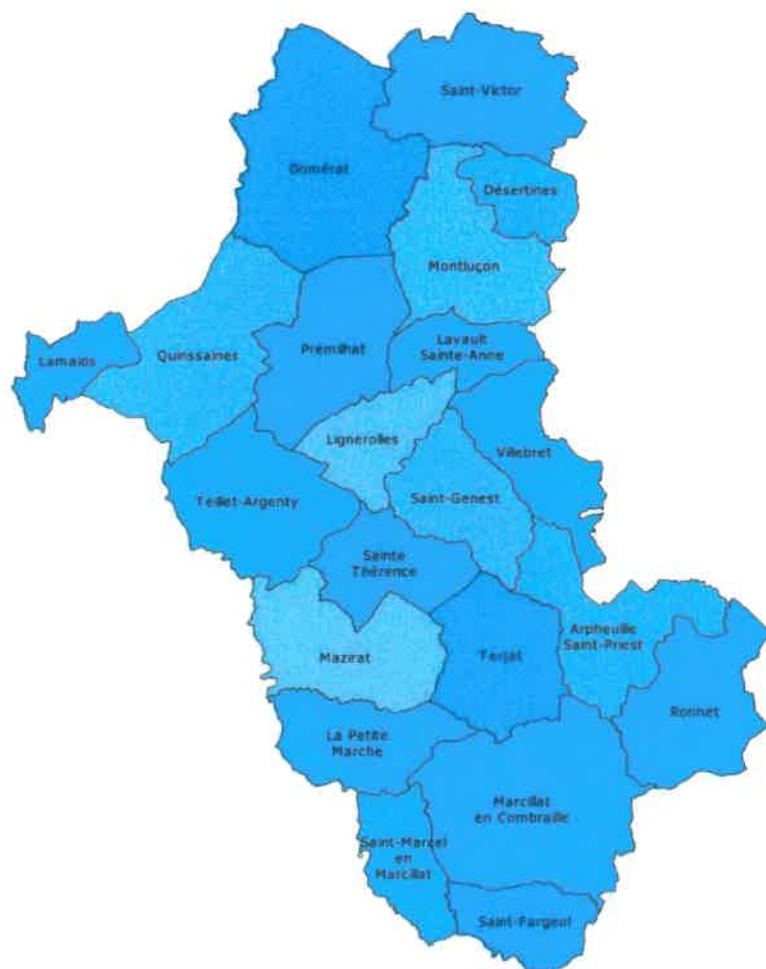 Saint-Victor
Domérat
Désertines
Montluçon
Lavault
Sainte-Anne
Prémilhat
Quinssaines
Lamaids
Lignerolles
Villebret
Saint-Genest
Teillet-Argenty
Sainte
Thérence
Arpheuille
Saint-Priest
Mazirat
Terjat
Ronnet
La Petite
Marche
Marcillat
en Combraille
Saint-Marcel
en
Marcillat
Saint-Fargeol